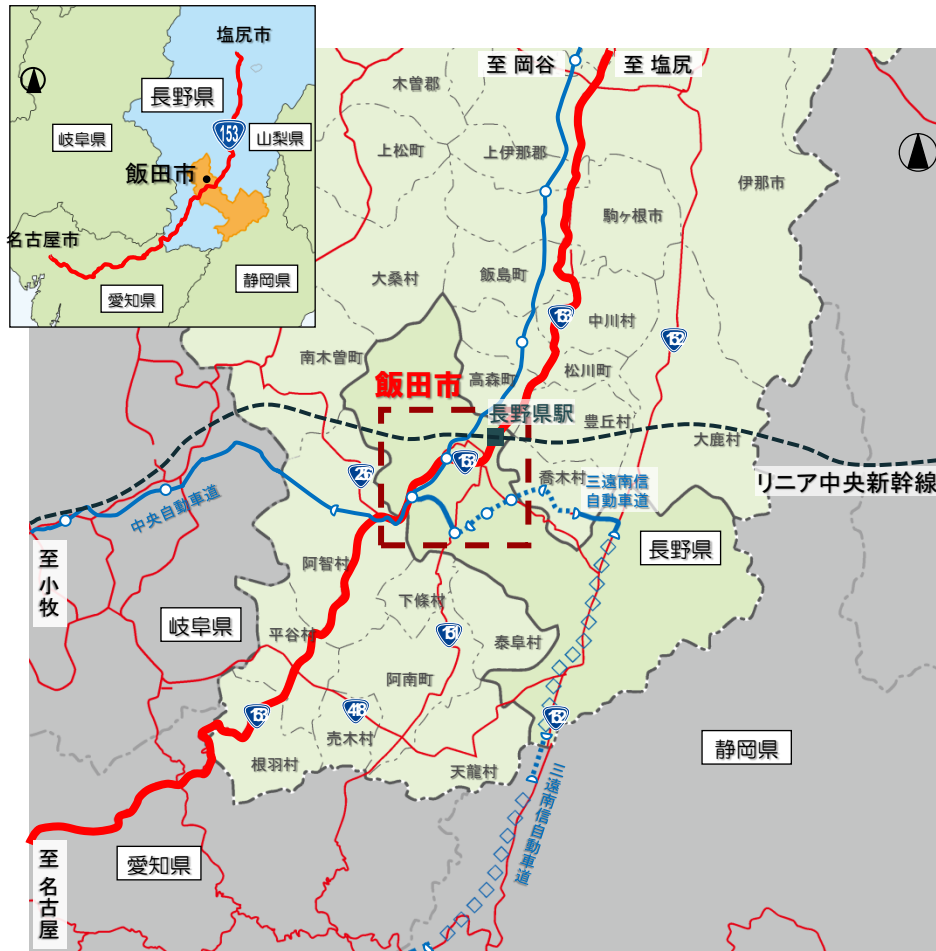 塩尻市
長野県
153
岐阜県
山梨県
飯田市
名古屋市
静岡県
愛知県
至 岡谷
至 塩尻
木曽郡
上松町
上伊那郡
伊那市
駒ヶ根市
大桑村
飯島町
153
中川村
152
南木曽町
飯田市
高森町
松川町
長野県駅
豊丘村
大鹿村
256
153
喬木村
三遠南信
自動車道
リニア中央新幹線
中央自動車道
至 小牧
阿智村
長野県
岐阜県
下條村
平谷村
151
泰阜村
阿南町
153
418
152
売木村
静岡県
根羽村
天龍村
三遠南信自動車道
至 名古屋
愛知県